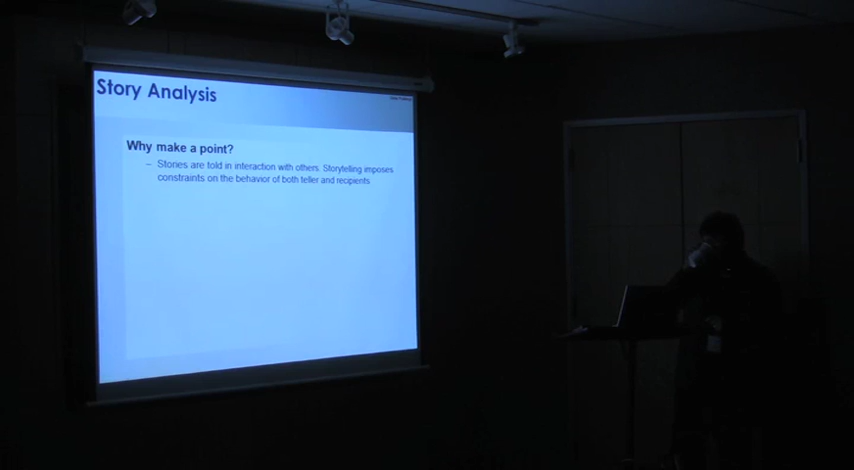 Story Analysis
Why make a point?
– Stories are told in interaction with others. Storytelling imposes
constraints on the behavior of both teller and recipients